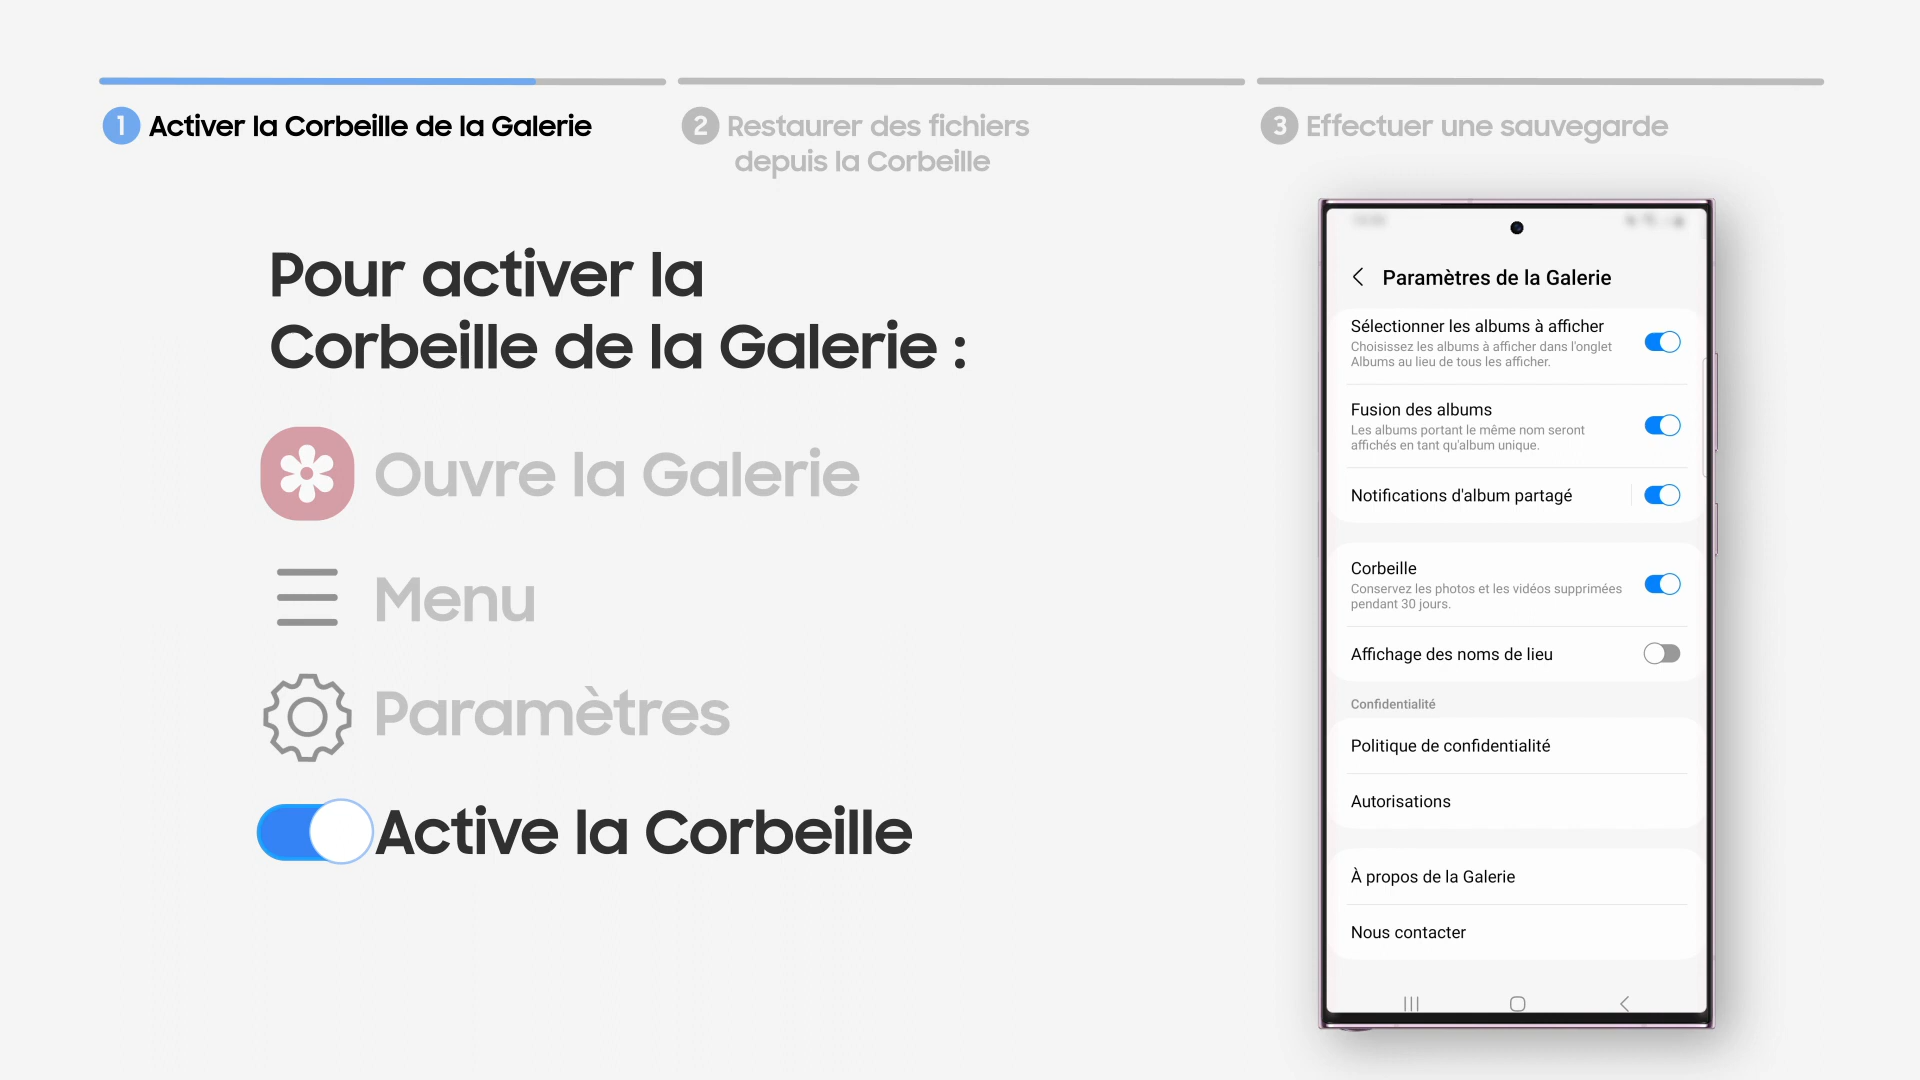 1 Activer la Corbeille de la Galerie
2 Restaurer des fichiers
depuis la Corbeille
3 Effectuer une sauvegarde
Pour activer la
Corbeille de la Galerie :
Ouvre la Galerie
Menu
Paramètres
Active la Corbeille
Paramètres de la Galerie
Sélectionner les albums à afficher
Choisissez les albums à afficher dans l'onglet
Albums au lieu de tous les afficher.
Fusion des albums
Les albums portant le même nom seront
affichés en tant qu'album unique.
Notifications d'album partagé
Corbeille
Conservez les photos et les vidéos supprimées
pendant 30 jours.
Affichage des noms de lieu
Confidentialité
Politique de confidentialité
Autorisations
À propos de la Galerie
Nous contacter